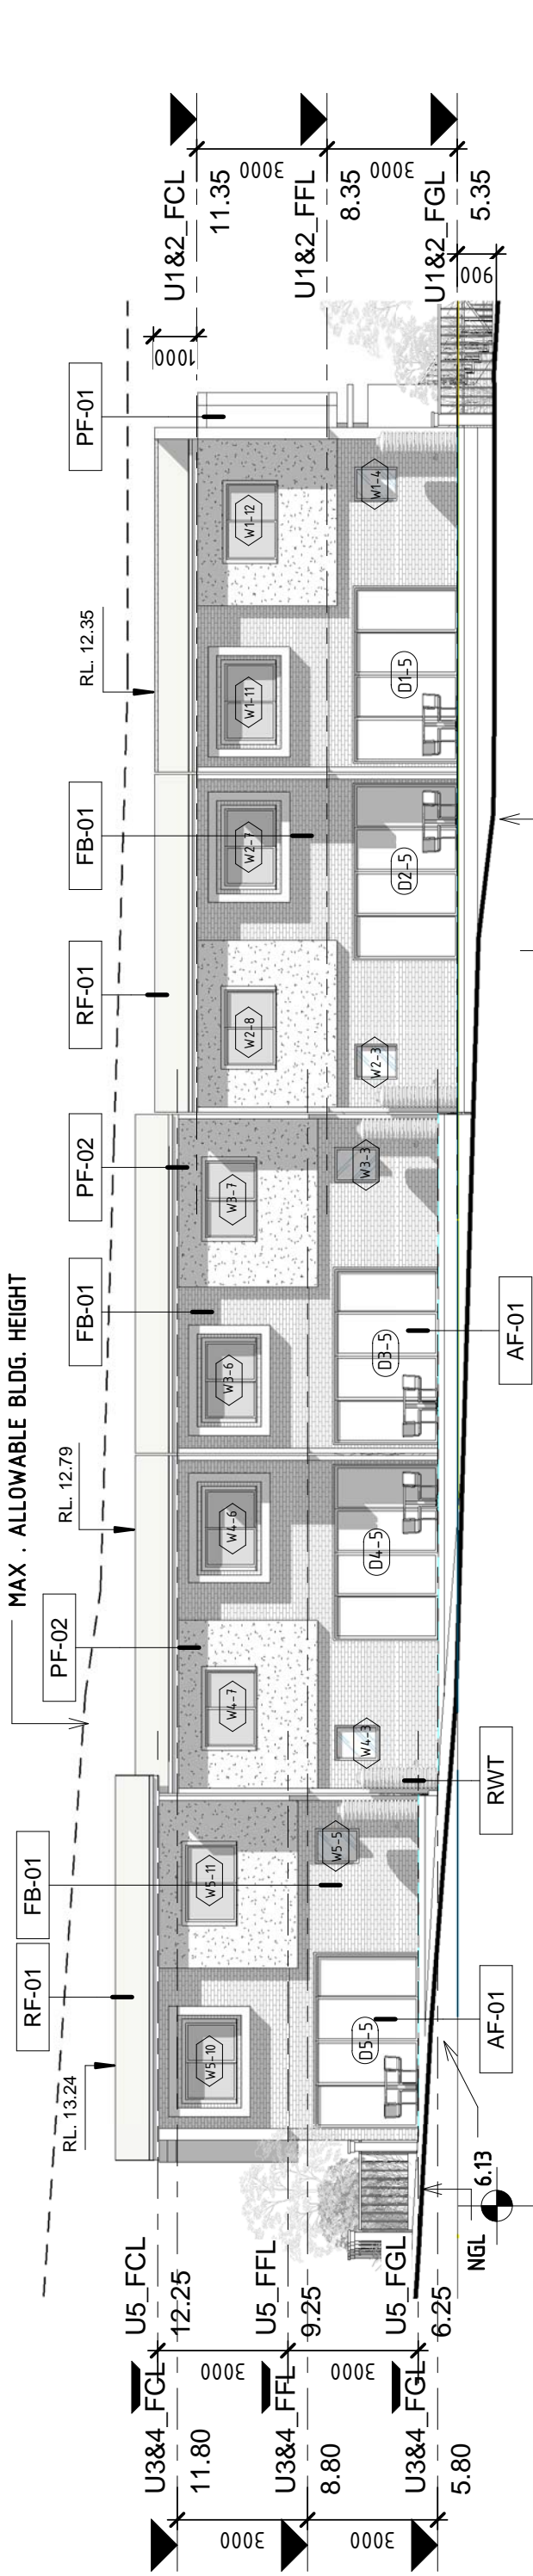 MAX . ALLOWABLE BLDG. HEIGHT
RL. 13.24
RL. 12.79
RL. 12.35
RF-01
FB-01
PF-02
FB-01
PF-02
RF-01
FB-01
PF-01
1000
U5_FCL
12.25
U5_FFL
9.25
U5_FGL
6.25
3000
3000
U3&4_FCL
11.80
U3&4_FFL
8.80
U3&4_FGL
5.80
3000
3000
U1&2_FCL
11.35
U1&2_FFL
8.35
U1&2_FGL
5.35
3000
3000
900
W5-10
W5-11
W4-7
W4-6
W3-6
W3-7
W2-8
W2-7
W1-11
W1-12
D5-5
W5-5
W4-3
D4-5
D3-5
W3-3
W2-3
D2-5
D1-5
W1-4
NGL 6.13
AF-01
RWT
AF-01